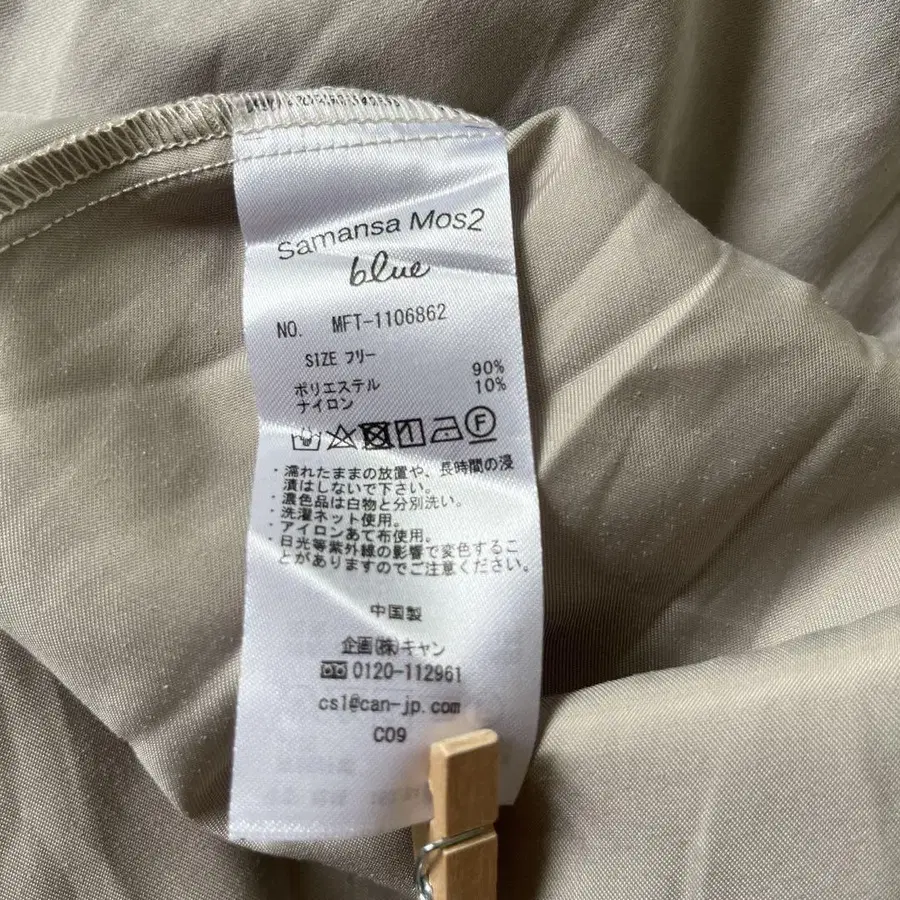 Samansa Mos2
blue
NO. MFT-1106862
SIZE フリー
ポリエステル 90%
ナイロン 10%
F
・濡れたままの放置や、長時間の浸
漬はしないで下さい。
・濃色品は白物と分別洗い。
・洗濯ネット使用。
・アイロンあて布使用。
・日光等紫外線の影響で変色するこ
とがありますのでご注意ください。
中国製
企画(株)キャン
0120-112961
cs1@can-jp.com
C09